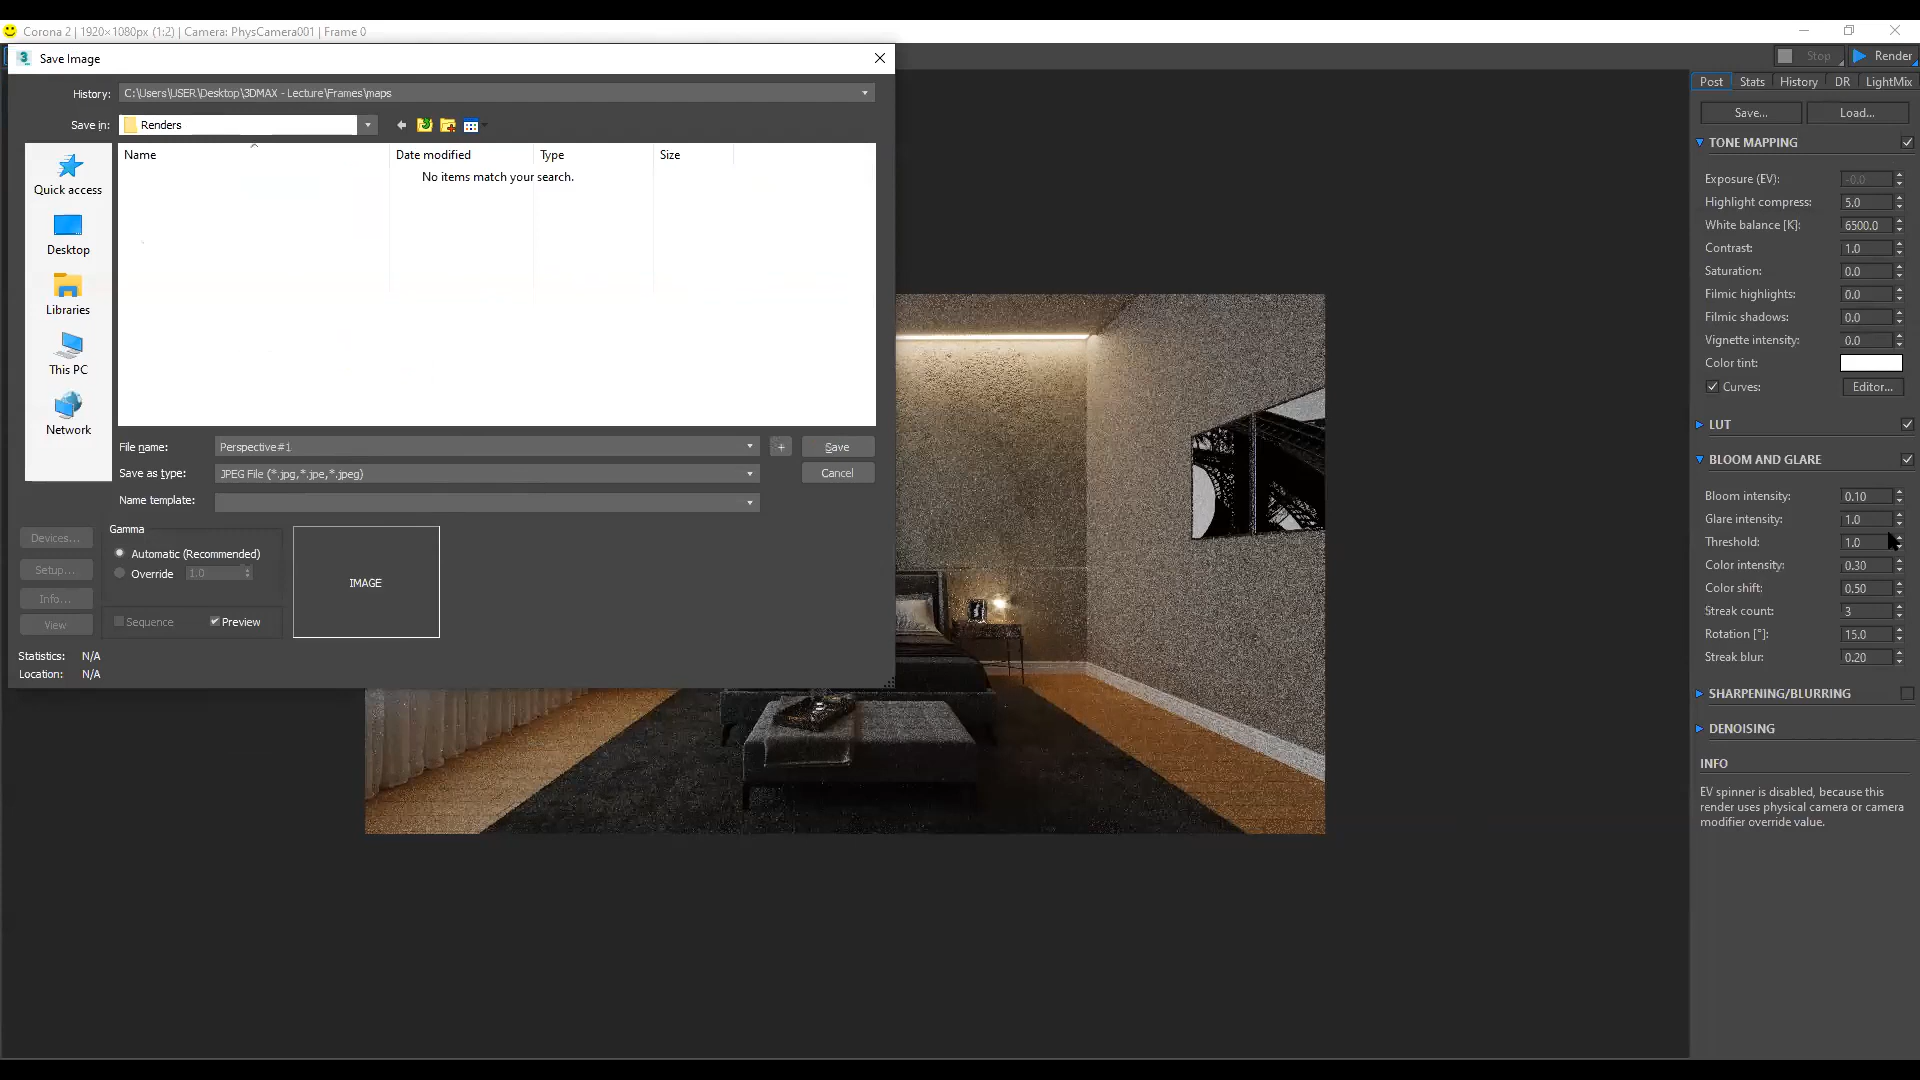 Corona 2 | 1920×1080px (1:2) | Camera: PhysCamera001 | Frame 0
Save Image
History: C:\Users\USER\Desktop\3DMAX - Lecture\Frames\maps
Save in: Renders
Name Date modified Type Size
No items match your search.
Quick access
Desktop
Libraries
This PC
Network
File name: Perspective#1 + Save
Save as type: JPEG File (*.jpg,*.jpe,*.jpeg) Cancel
Name template:
Devices...
Setup...
Info...
View
Gamma
Automatic (Recommended)
Override 1.0
Sequence Preview
IMAGE
Statistics: N/A
Location: N/A
Stop Render
Post Stats History DR LightMix
Save... Load...
TONE MAPPING
Exposure (EV): -0.0
Highlight compress: 5.0
White balance [K]: 6500.0
Contrast: 1.0
Saturation: 0.0
Filmic highlights: 0.0
Filmic shadows: 0.0
Vignette intensity: 0.0
Color tint:
Curves: Editor...
LUT
BLOOM AND GLARE
Bloom intensity: 0.10
Glare intensity: 1.0
Threshold: 1.0
Color intensity: 0.30
Color shift: 0.50
Streak count: 3
Rotation [°]: 15.0
Streak blur: 0.20
SHARPENING/BLURRING
DENOISING
INFO
EV spinner is disabled, because this
render uses physical camera or camera
modifier override value.